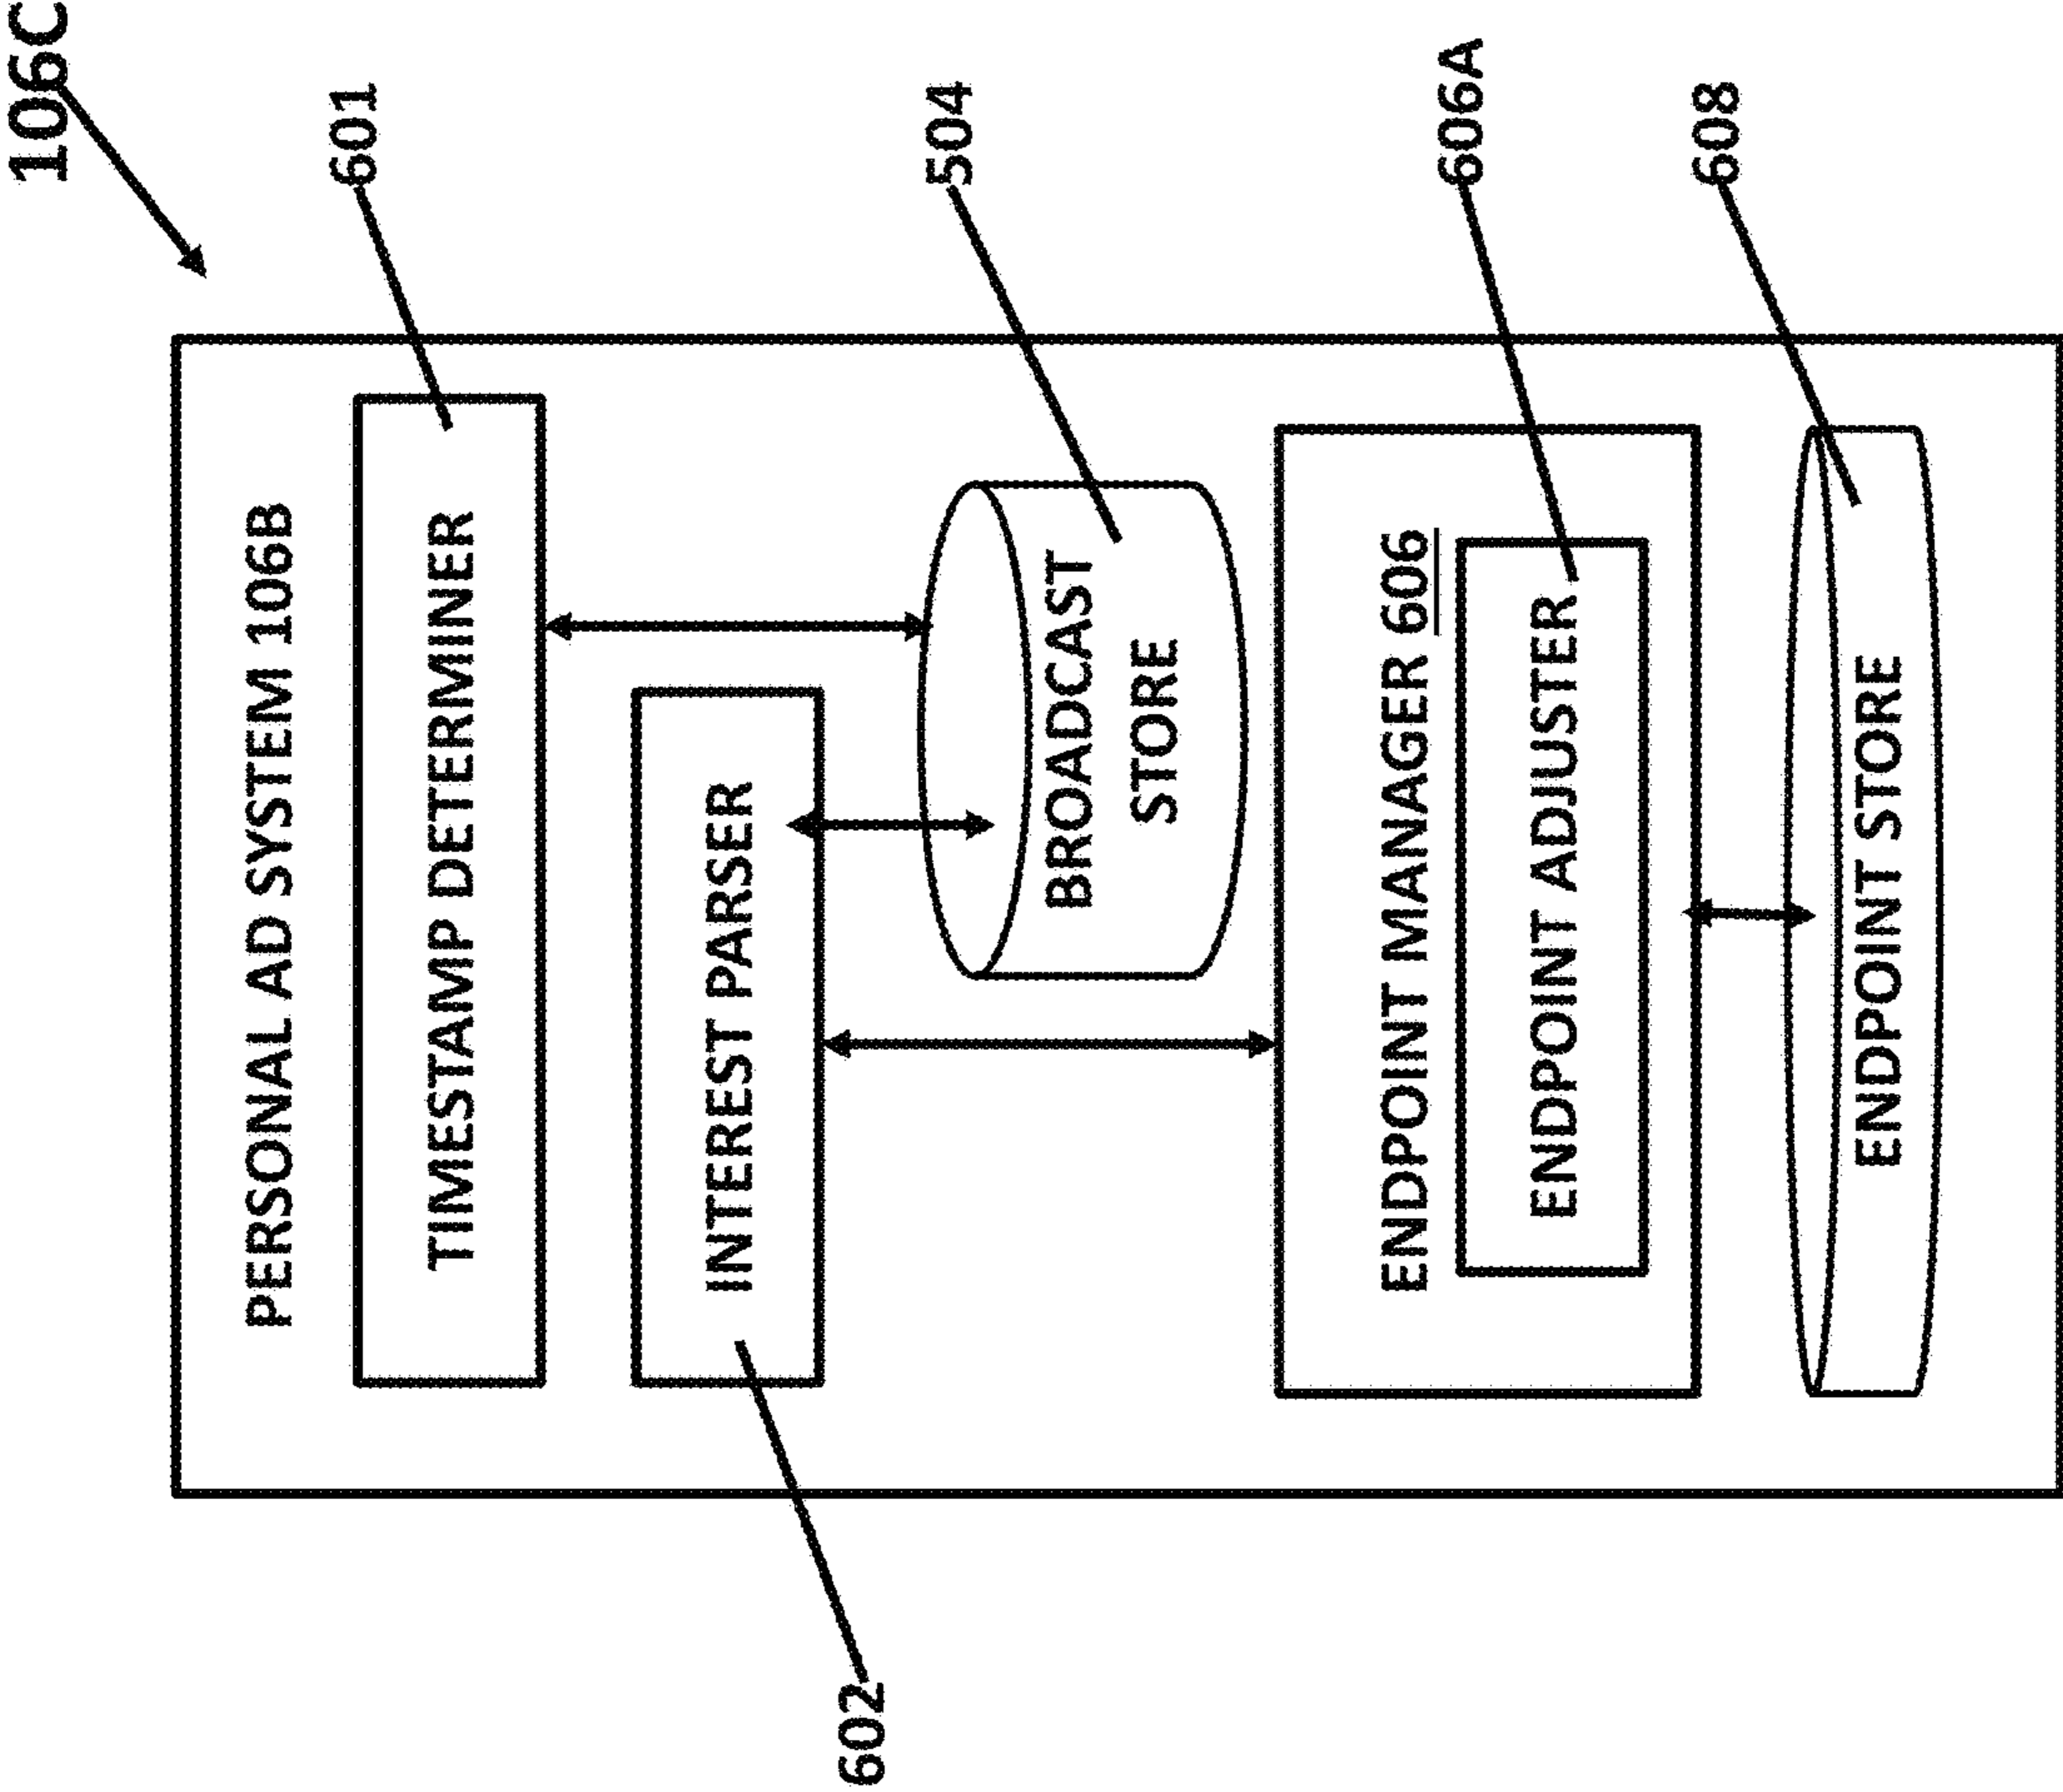 106C
PERSONAL AD SYSTEM 106B
601
TIMESTAMP DETERMINER
INTEREST PARSER
602
504
BROADCAST
STORE
ENDPOINT MANAGER 606
606A
ENDPOINT ADJUSTER
608
ENDPOINT STORE